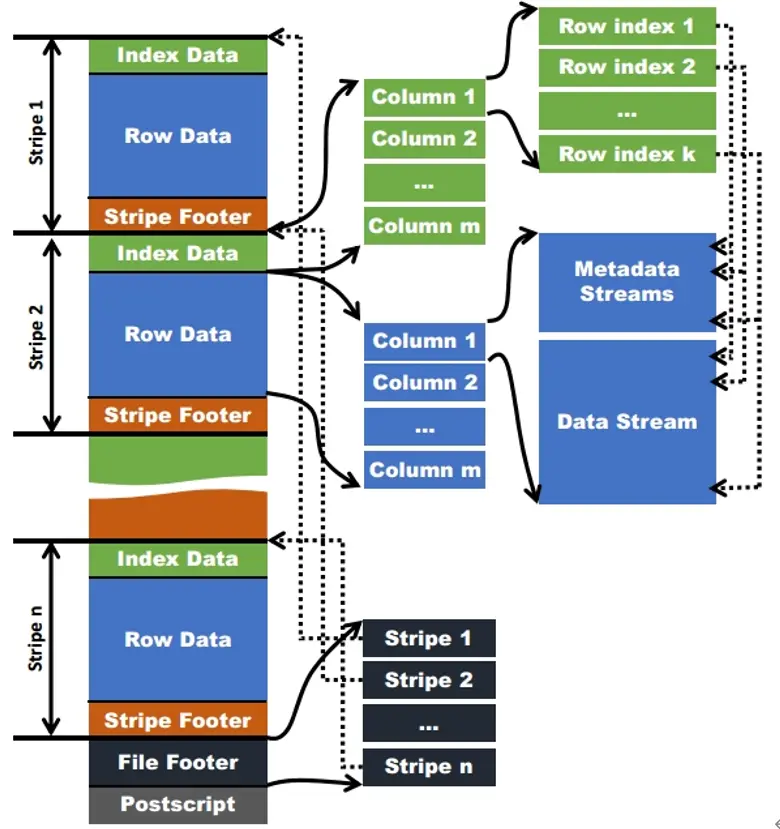 Stripe 1
Index Data
Row Data
Stripe Footer
Stripe 2
Index Data
Row Data
Stripe Footer
Stripe n
Index Data
Row Data
Stripe Footer
File Footer
Postscript
Column 1
Column 2
...
Column m
Row index 1
Row index 2
...
Row index k
Column 1
Column 2
...
Column m
Metadata
Streams
Data Stream
Stripe 1
Stripe 2
...
Stripe n